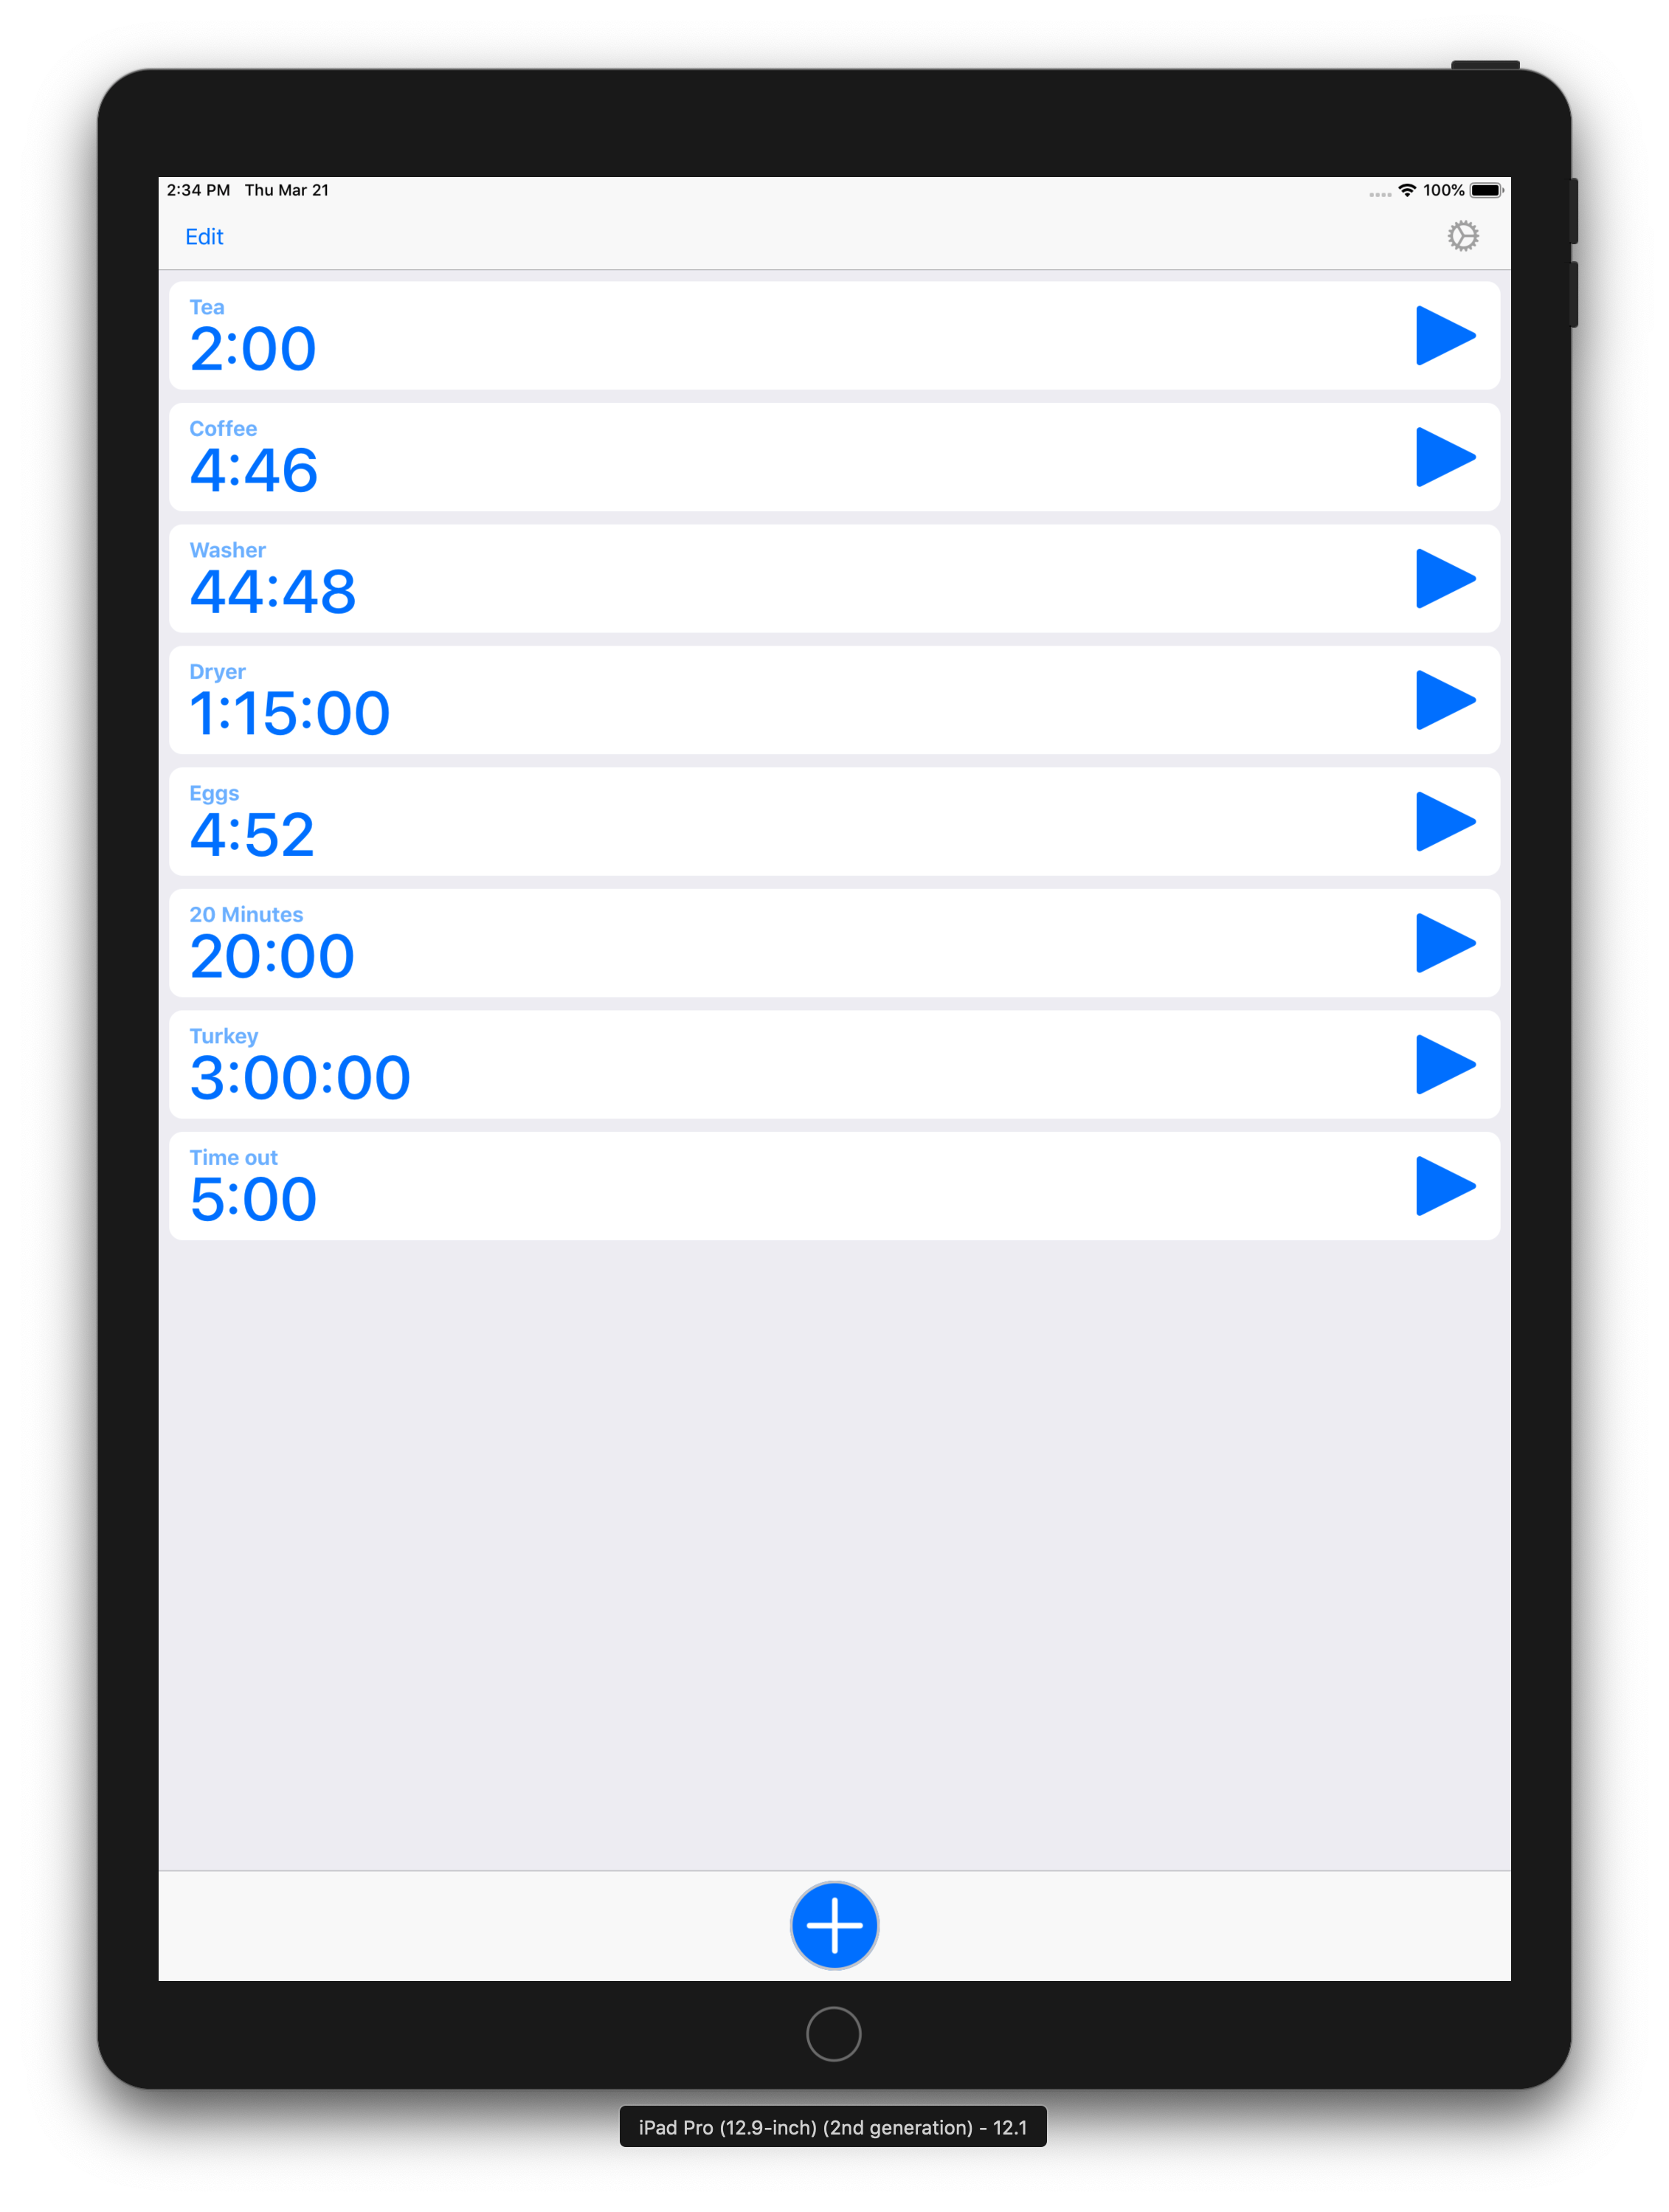 2:34 PM Thu Mar 21 100%
Edit
Tea
2:00
Coffee
4:46
Washer
44:48
Dryer
1:15:00
Eggs
4:52
20 Minutes
20:00
Turkey
3:00:00
Time out
5:00
iPad Pro (12.9-inch) (2nd generation) - 12.1